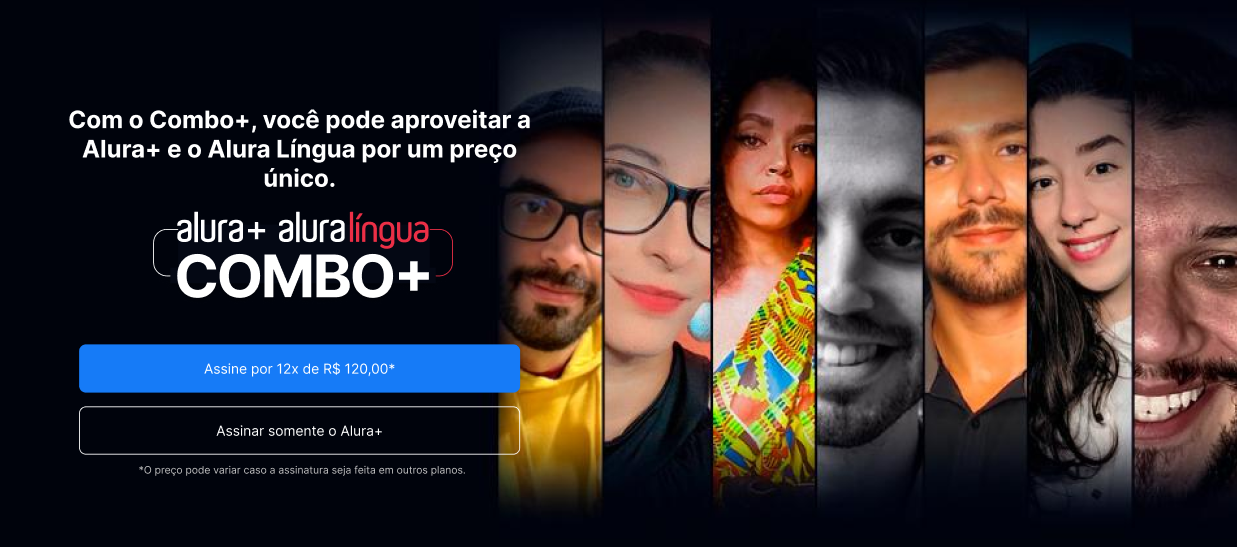 Com o Combo+, você pode aproveitar a
Alura+ e o Alura Língua por um preço
único.
alura+ aluralíngua
COMBO+
Assine por 12x de R$ 120,00*
Assinar somente o Alura+
*O preço pode variar caso a assinatura seja feita em outros planos.